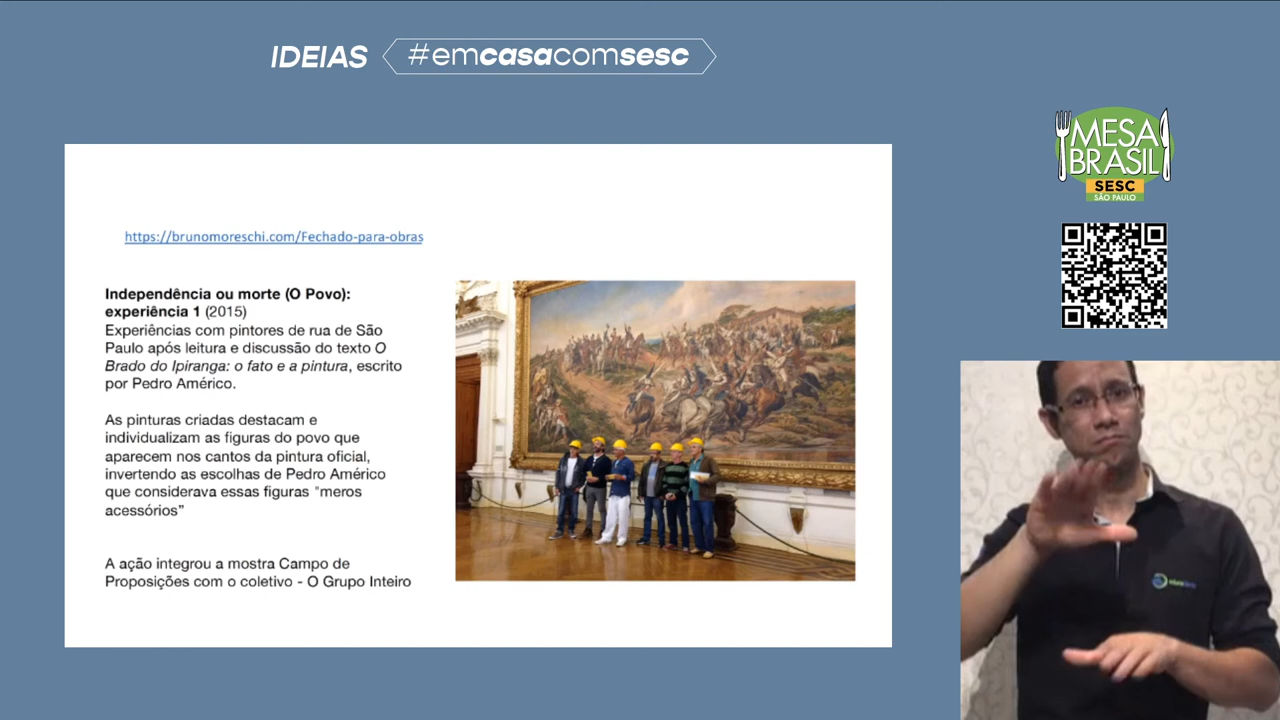 IDEIAS #emcasacomsesc
MESA
BRASIL
SESC
SÃO PAULO
https://brunomoreschi.com/Fechado-para-obras
Independência ou morte (O Povo):
experiência 1 (2015)
Experiências com pintores de rua de São
Paulo após leitura e discussão do texto O
Brado do Ipiranga: o fato e a pintura, escrito
por Pedro Américo.
As pinturas criadas destacam e
individualizam as figuras do povo que
aparecem nos cantos da pintura oficial,
invertendo as escolhas de Pedro Américo
que considerava essas figuras "meros
acessórios”
A ação integrou a mostra Campo de
Proposições com o coletivo - O Grupo Inteiro